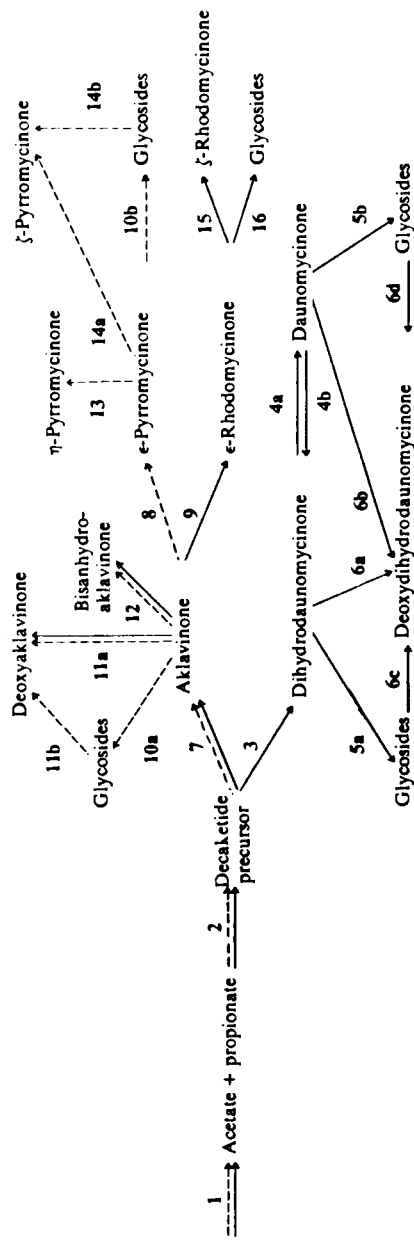 1
Acetate + propionate
2
Decaketide
precursor
7
3
Aklavinone
10a
Glycosides
11b
11a
Deoxyaklavinone
12
Bisanhydro-
aklavinone
8
9
ε-Pyrromycinone
13
η-Pyrromycinone
14a
ζ-Pyrromycinone
10b
Glycosides
14b
ε-Rhodomycinone
15
ζ-Rhodomycinone
16
Glycosides
Dihydrodaunomycinone
4a
4b
Daunomycinone
5a
Glycosides
6c
6a
6b
Deoxydihydrodaunomycinone
5b
Glycosides
6d